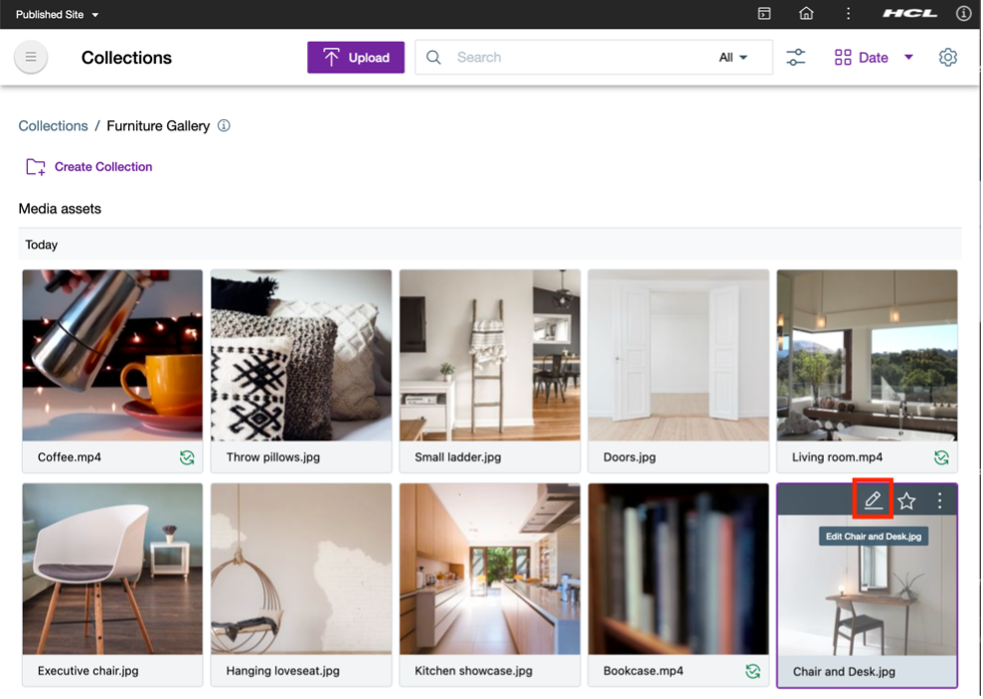 Published Site
HCL
Collections
Upload
Search
All
Date
Collections / Furniture Gallery
Create Collection
Media assets
Today
Coffee.mp4
Throw pillows.jpg
Small ladder.jpg
Doors.jpg
Living room.mp4
Edit Chair and Desk.jpg
Executive chair.jpg
Hanging loveseat.jpg
Kitchen showcase.jpg
Bookcase.mp4
Chair and Desk.jpg